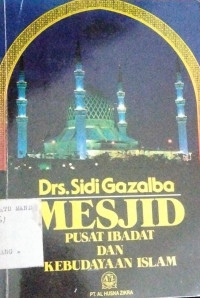 Drs. Sidi Gazalba
MESJID
PUSAT IBADAT
DAN
KEBUDAYAAN ISLAM
PT. AL HUSNA ZIKRA